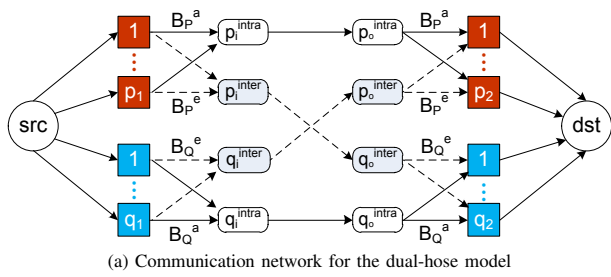 1 B_P^a p_i^intra p_o^intra B_P^a 1
p_1 B_P^e p_i^inter p_o^inter B_P^e p_2
src dst
1 B_Q^e q_i^inter q_o^inter B_Q^e 1
q_1 B_Q^a q_i^intra q_o^intra B_Q^a q_2
(a) Communication network for the dual-hose model